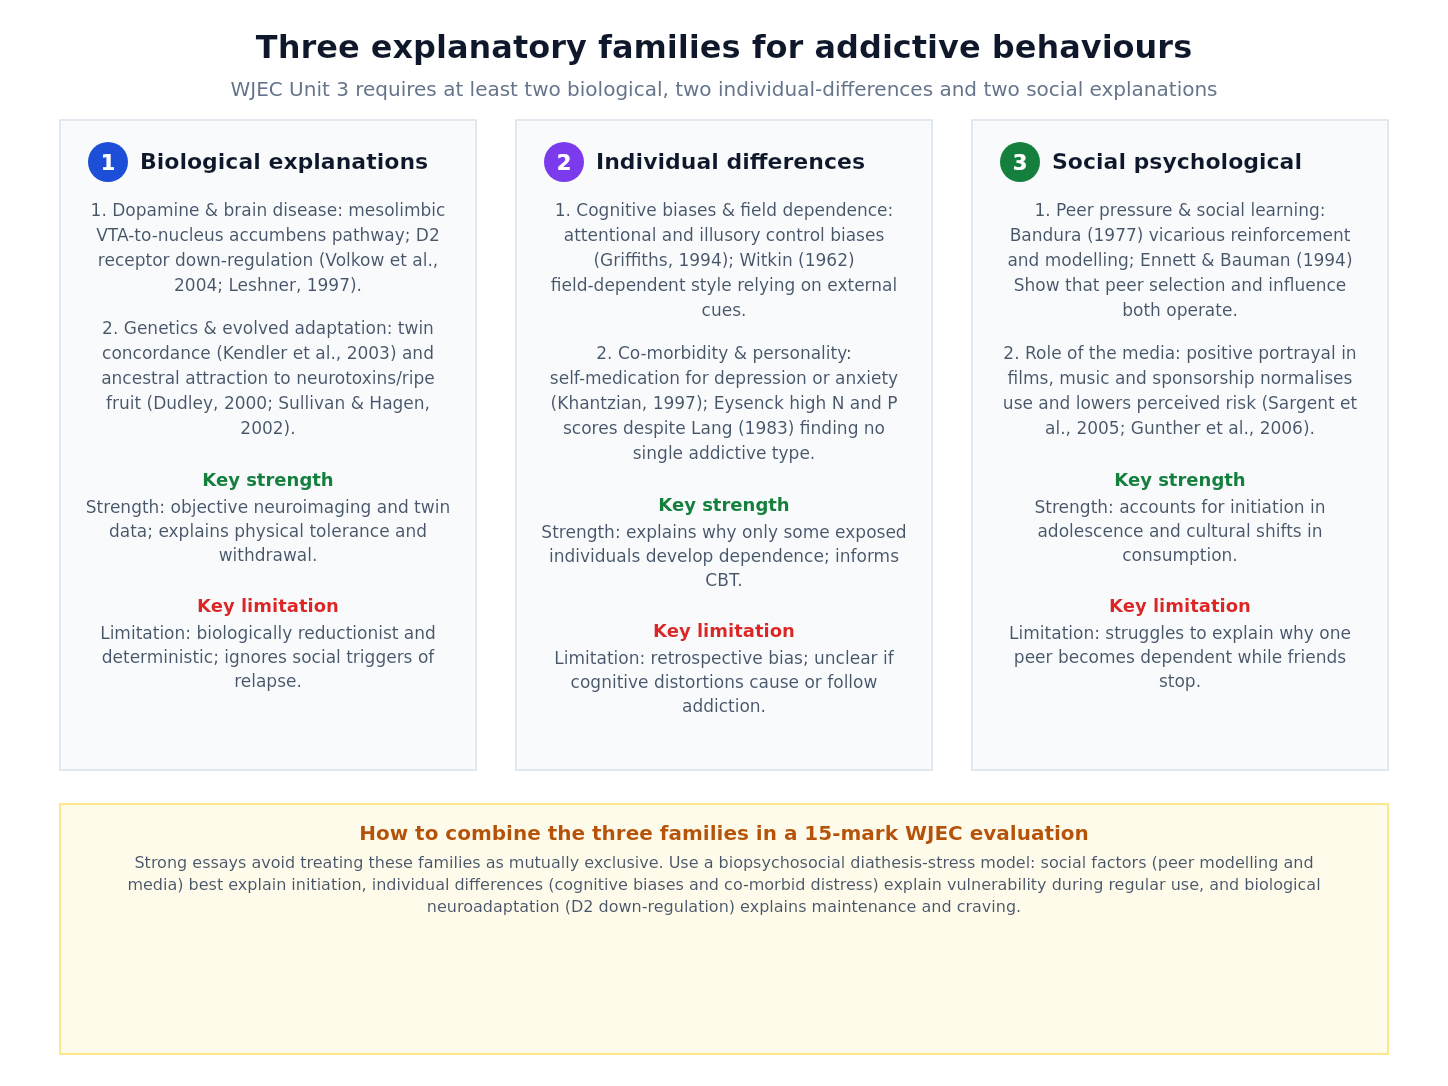 Three explanatory families for addictive behaviours
WJEC Unit 3 requires at least two biological, two individual-differences and two social explanations
1 Biological explanations
1. Dopamine & brain disease: mesolimbic
VTA-to-nucleus accumbens pathway; D2
receptor down-regulation (Volkow et al.,
2004; Leshner, 1997).
2. Genetics & evolved adaptation: twin
concordance (Kendler et al., 2003) and
ancestral attraction to neurotoxins/ripe
fruit (Dudley, 2000; Sullivan & Hagen,
2002).
Key strength
Strength: objective neuroimaging and twin
data; explains physical tolerance and
withdrawal.
Key limitation
Limitation: biologically reductionist and
deterministic; ignores social triggers of
relapse.
2 Individual differences
1. Cognitive biases & field dependence:
attentional and illusory control biases
(Griffiths, 1994); Witkin (1962)
field-dependent style relying on external
cues.
2. Co-morbidity & personality:
self-medication for depression or anxiety
(Khantzian, 1997); Eysenck high N and P
scores despite Lang (1983) finding no
single addictive type.
Key strength
Strength: explains why only some exposed
individuals develop dependence; informs
CBT.
Key limitation
Limitation: retrospective bias; unclear if
cognitive distortions cause or follow
addiction.
3 Social psychological
1. Peer pressure & social learning:
Bandura (1977) vicarious reinforcement
and modelling; Ennett & Bauman (1994)
Show that peer selection and influence
both operate.
2. Role of the media: positive portrayal in
films, music and sponsorship normalises
use and lowers perceived risk (Sargent et
al., 2005; Gunther et al., 2006).
Key strength
Strength: accounts for initiation in
adolescence and cultural shifts in
consumption.
Key limitation
Limitation: struggles to explain why one
peer becomes dependent while friends
stop.
How to combine the three families in a 15-mark WJEC evaluation
Strong essays avoid treating these families as mutually exclusive. Use a biopsychosocial diathesis-stress model: social factors (peer modelling and
media) best explain initiation, individual differences (cognitive biases and co-morbid distress) explain vulnerability during regular use, and biological
neuroadaptation (D2 down-regulation) explains maintenance and craving.